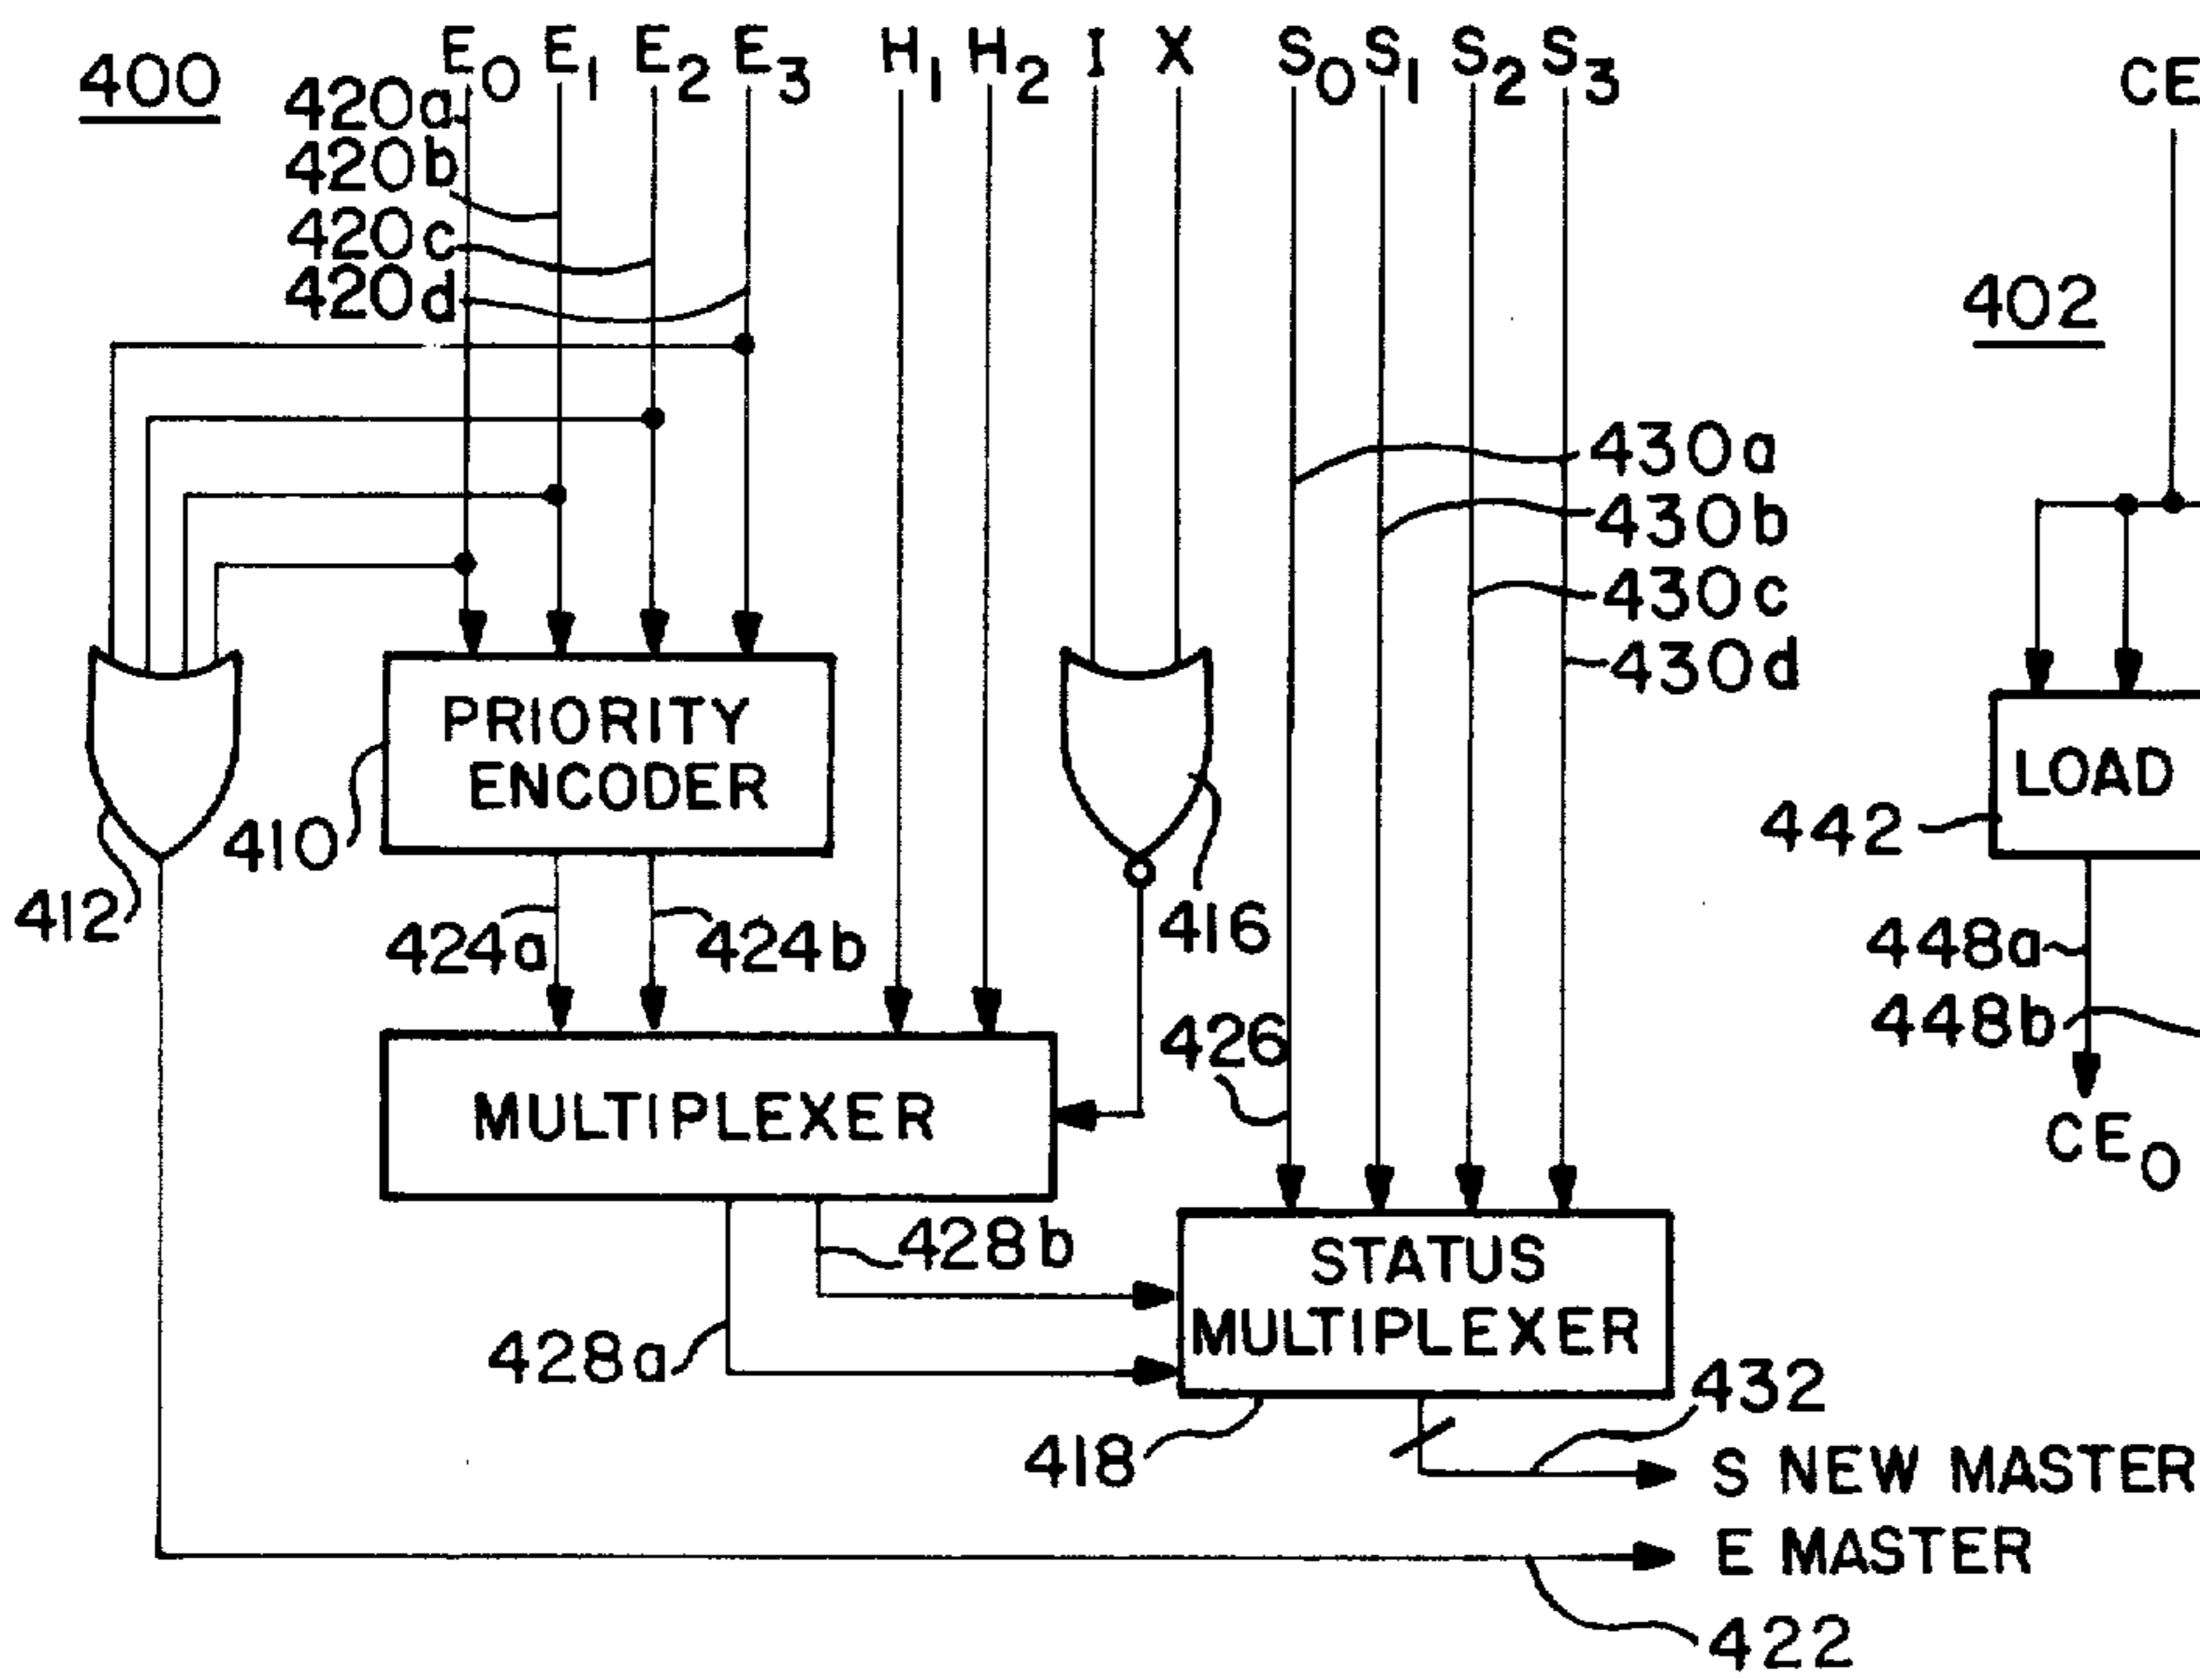 400
E0 E1 E2 E3 H1 H2 I X S0 S1 S2 S3 CE
420a
420b
420c
420d
402
430a
430b
430c
430d
PRIORITY
ENCODER
LOAD
410
442
412
424a
424b
416
448a
448b
426
MULTIPLEXER
CE0
428b
STATUS
MULTIPLEXER
428a
432
418
S NEW MASTER
E MASTER
422